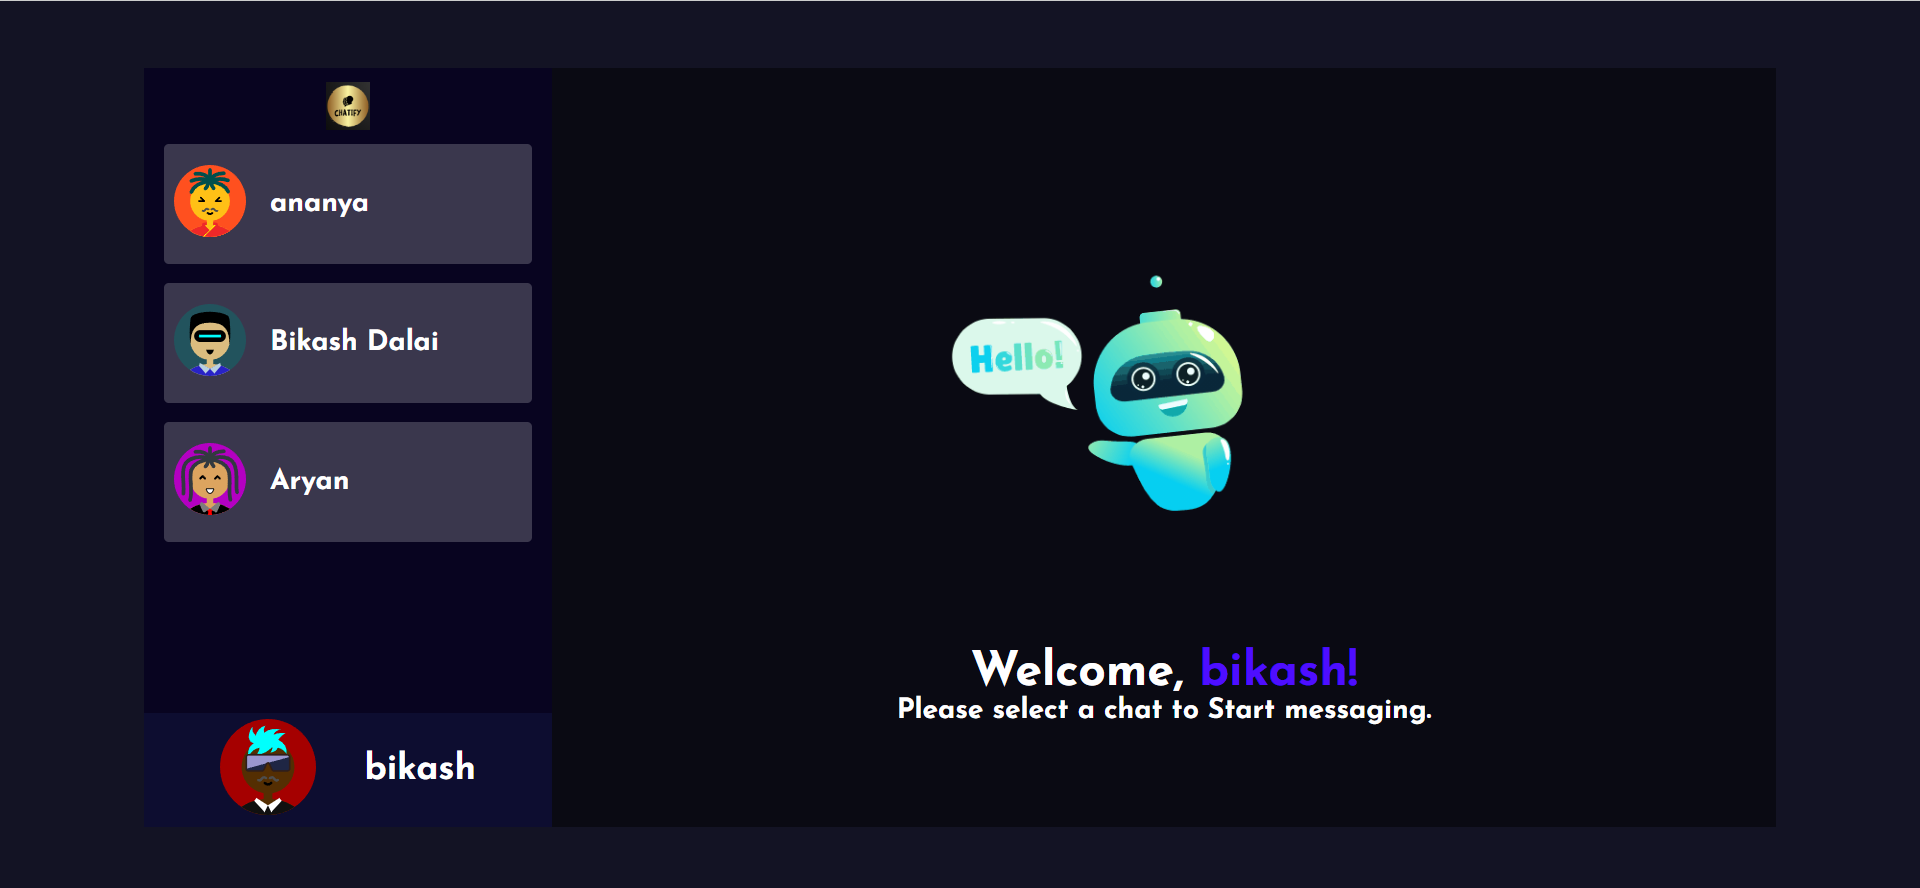 CHATIFY
ananya
Bikash Dalai
Aryan
bikash
Hello!
Welcome, bikash!
Please select a chat to Start messaging.